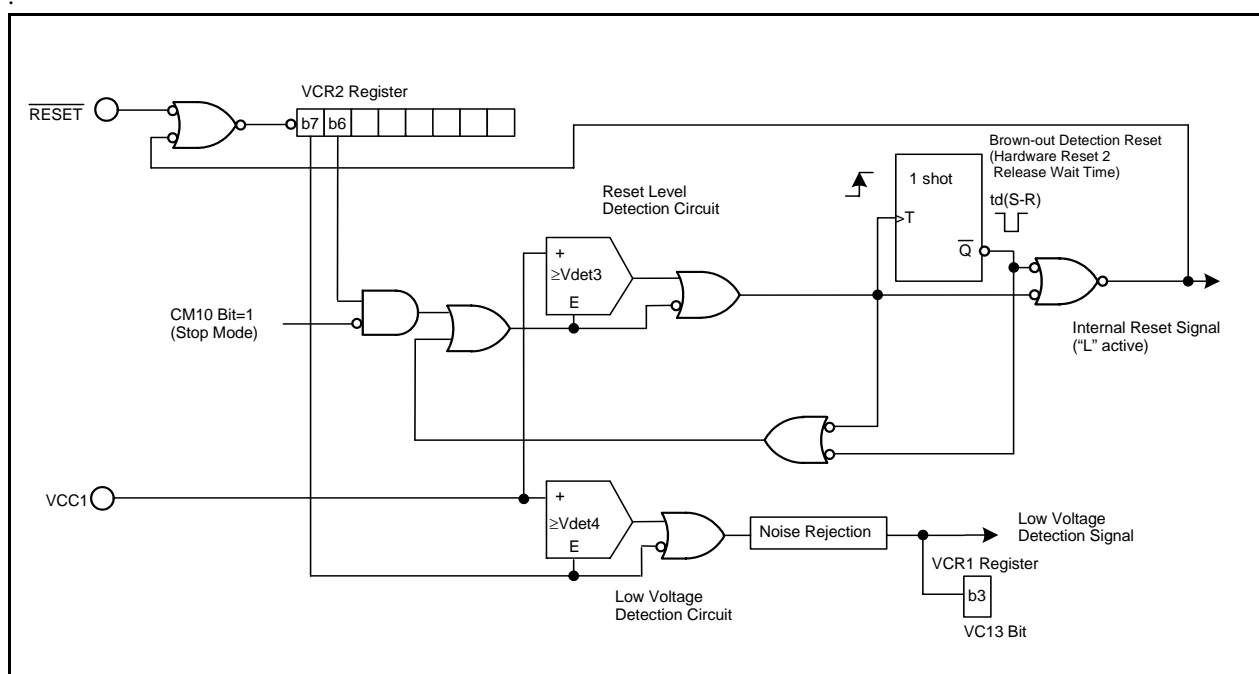 .
RESET
VCR2 Register
b7 b6
Brown-out Detection Reset
(Hardware Reset 2
Release Wait Time)
1 shot
td(S-R)
Reset Level
Detection Circuit
>T
Q
+
≥Vdet3
E
CM10 Bit=1
(Stop Mode)
Internal Reset Signal
("L" active)
VCC1
+
≥Vdet4
E
Noise Rejection
Low Voltage
Detection Signal
VCR1 Register
b3
VC13 Bit
Low Voltage
Detection Circuit